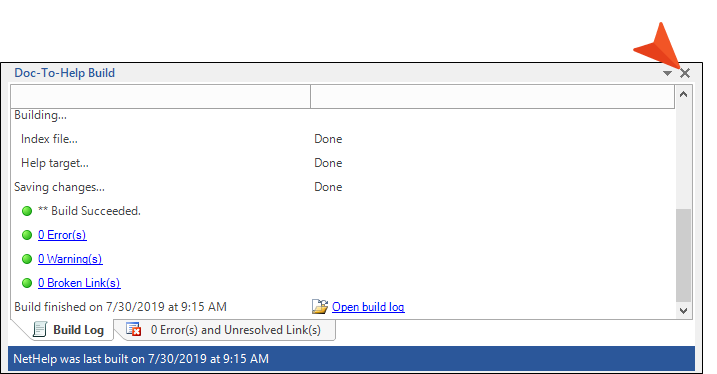 Doc-To-Help Build
Building...
Index file... Done
Help target... Done
Saving changes... Done
** Build Succeeded.
0 Error(s)
0 Warning(s)
0 Broken Link(s)
Build finished on 7/30/2019 at 9:15 AM Open build log
Build Log 0 Error(s) and Unresolved Link(s)
NetHelp was last built on 7/30/2019 at 9:15 AM